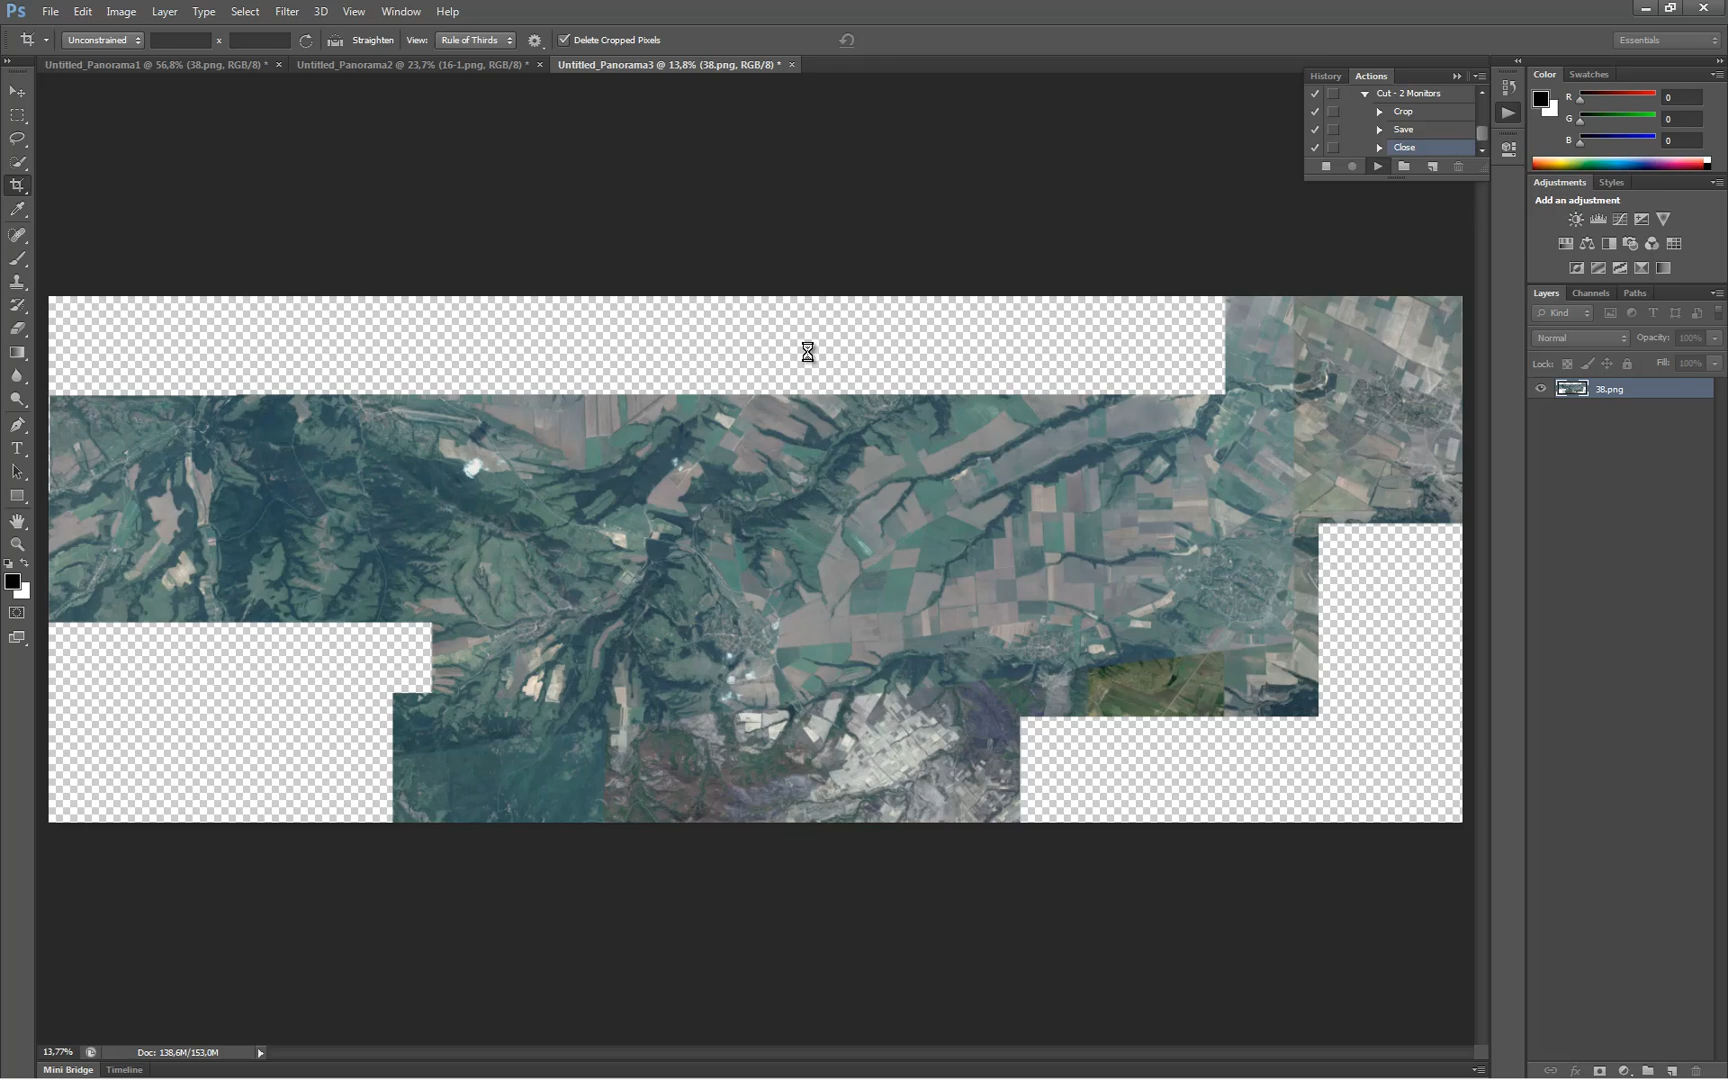 Ps File Edit Image Layer Type Select Filter 3D View Window Help
Unconstrained x Straighten View: Rule of Thirds Delete Cropped Pixels Essentials
Untitled_Panorama1 @ 56,8% (38.png, RGB/8) * × Untitled_Panorama2 @ 23,7% (16-1.png, RGB/8) * × Untitled_Panorama3 @ 13,8% (38.png, RGB/8) * ×
History Actions
Cut - 2 Monitors
Crop
Save
Close
Color Swatches
R 0
G 0
B 0
Adjustments Styles
Add an adjustment
Layers Channels Paths
Kind
Normal Opacity: 100%
Lock: Fill: 100%
38.png
13,77% Doc: 138,6M/153,0M
Mini Bridge Timeline